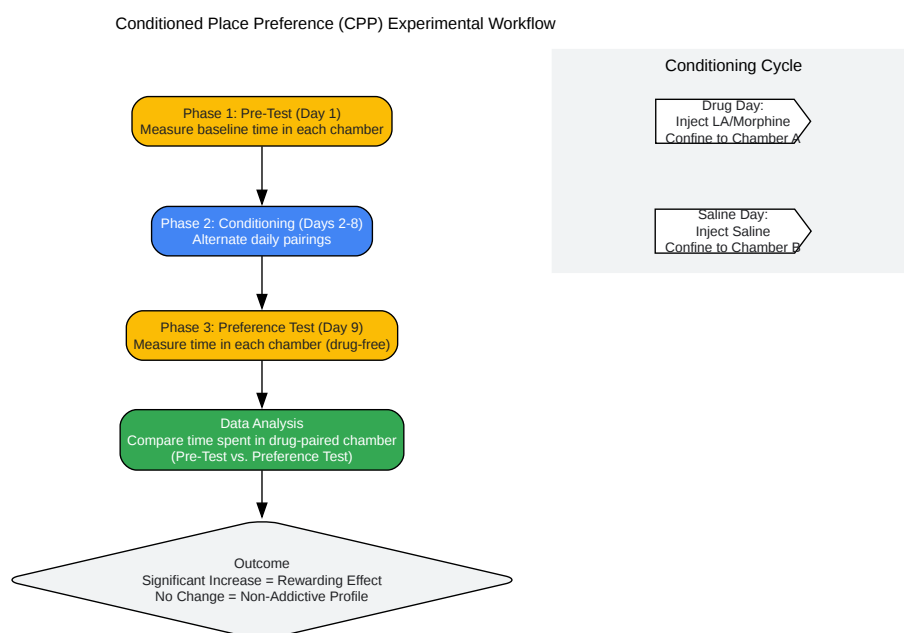 Conditioned Place Preference (CPP) Experimental Workflow
Phase 1: Pre-Test (Day 1)
Measure baseline time in each chamber
Phase 2: Conditioning (Days 2-8)
Alternate daily pairings
Phase 3: Preference Test (Day 9)
Measure time in each chamber (drug-free)
Data Analysis
Compare time spent in drug-paired chamber
(Pre-Test vs. Preference Test)
Outcome
Significant Increase = Rewarding Effect
No Change = Non-Addictive Profile
Conditioning Cycle
Drug Day:
Inject LA/Morphine
Confine to Chamber A
Saline Day:
Inject Saline
Confine to Chamber B